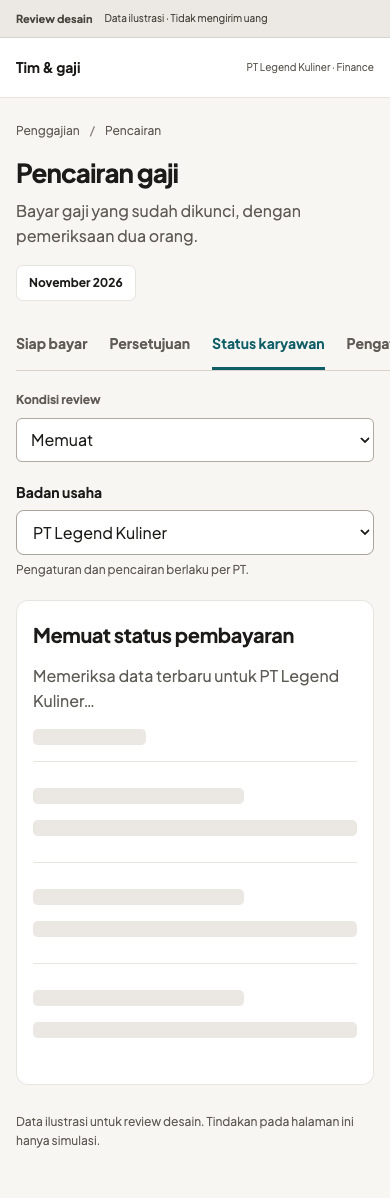 Review desain Data ilustrasi · Tidak mengirim uang
Tim & gaji
PT Legend Kuliner · Finance
Penggajian / Pencairan
Pencairan gaji
Bayar gaji yang sudah dikunci, dengan
pemeriksaan dua orang.
November 2026
Siap bayar Persetujuan Status karyawan Penga
Kondisi review
Memuat
Badan usaha
PT Legend Kuliner
Pengaturan dan pencairan berlaku per PT.
Memuat status pembayaran
Memeriksa data terbaru untuk PT Legend
Kuliner…
Data ilustrasi untuk review desain. Tindakan pada halaman ini
hanya simulasi.